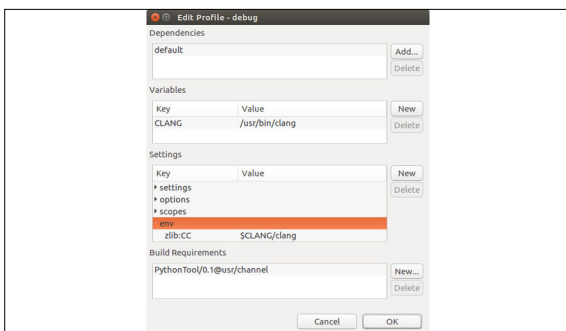 Edit Profile - debug
Dependencies
default
Add...
Delete
Variables
Key Value
New
CLANG /usr/bin/clang
Delete
Settings
Key Value
New
settings
Delete
options
scopes
env
zlib:CC $CLANG/clang
Build Requirements
PythonTool/0.1@usr/channel
New...
Delete
Cancel OK